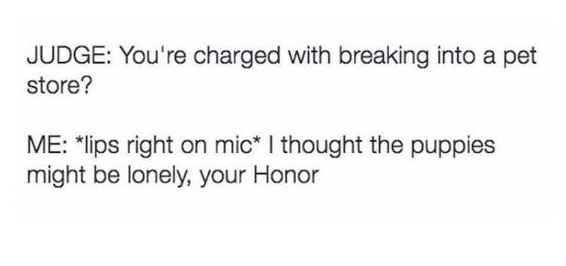 JUDGE: You're charged with breaking into a pet
store?
ME: *lips right on mic* I thought the puppies
might be lonely, your Honor